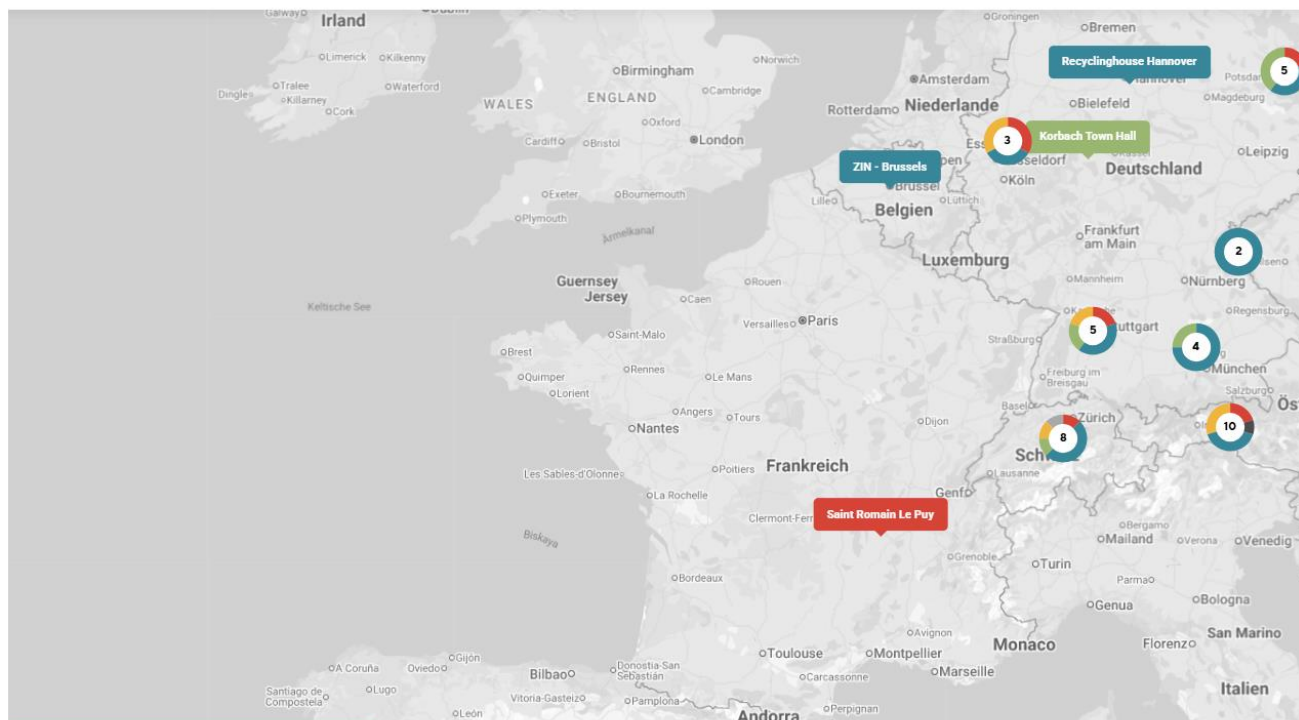 Galway
Irland
Groningen
Bremen
Limerick
Kilkenny
Birmingham
Norwich
Recyclinghouse Hannover
5
Amsterdam
Potsdam
Tralee
Waterford
Dingle
Killarney
WALES
ENGLAND
Cambridge
Niederlande
Bielefeld
Magdeburg
Cork
Rotterdam
Oxford
Cardiff
Bristol
London
3
Korbach Town Hall
Leipzig
ZIN - Brussels
Köln
Deutschland
Brüssel
Exeter
Bournemouth
Lille
Lüttich
Plymouth
Belgien
Ärmelkanal
Frankfurt
am Main
2
Luxemburg
Guernsey
Jersey
Rouen
Mannheim
Nürnberg
Caen
Keltische See
Regensburg
Versailles
Paris
5
Saint-Malo
Straßburg
4
Brest
Rennes
Le Mans
Freiburg im
Breisgau
München
Quimper
Lorient
Salzburg
Angers
Tours
Basel
Zürich
Nantes
Dijon
8
10
Les Sables-d'Olonne
Poitiers
Frankreich
Lausanne
La Rochelle
Genf
Saint Romain Le Puy
Bergamo
Mailand
Verona
Venedig
Biskaya
Grenoble
Turin
Bordeaux
Parma
Genua
Bologna
Avignon
San Marino
Monaco
Florenz
Gijón
Toulouse
Montpellier
A Coruña
Oviedo
Bilbao
Donostia-San
Sebastián
Marseille
Lugo
Carcassonne
Italien
Santiago de
Compostela
Vitoria-Gasteiz
Pamplona
León
Andorra
Perpignan